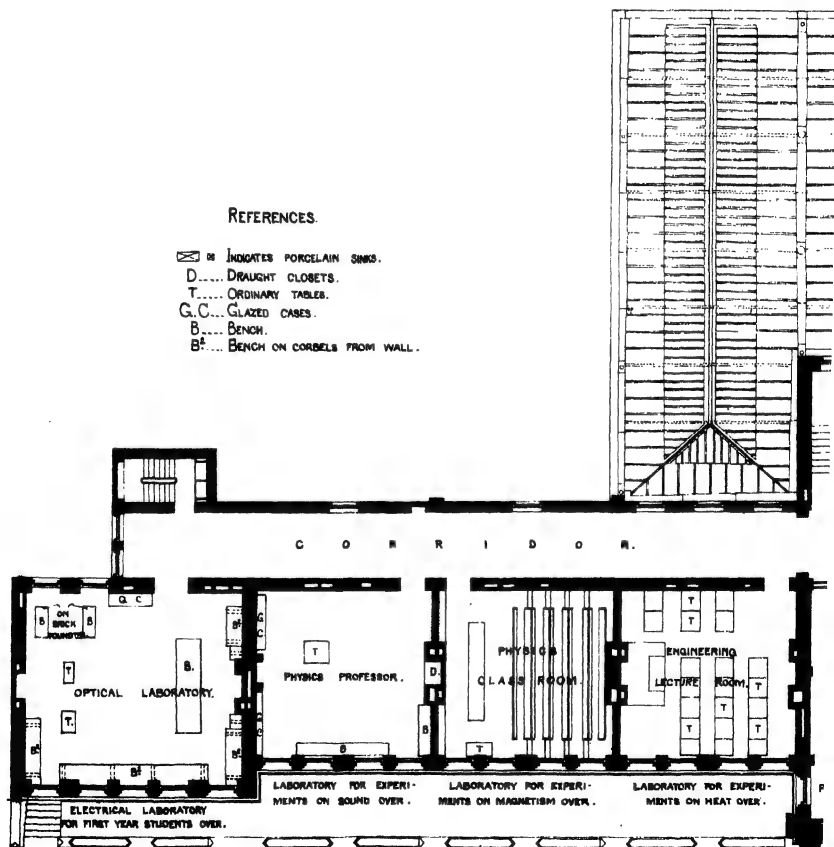 REFERENCES.
INDICATES PORCELAIN SINKS.
D..... DRAUGHT CLOSETS.
T..... ORDINARY TABLES.
G.C... GLAZED CASES.
B.... BENCH.
B².... BENCH ON CORBELS FROM WALL.
CORRIDOR.
G.C
B
ON
BRICK
B
B²
G
C
T
T
T.
B.
OPTICAL LABORATORY.
PHYSICS PROFESSOR.
D.
PHYSICS
CLASS ROOM.
ENGINEERING
LECTURE ROOM.
T
T
T
T
T
T
B²
B²
B²
G
C
B
B
T
ELECTRICAL LABORATORY
FOR FIRST YEAR STUDENTS OVER.
LABORATORY FOR EXPERI-
MENTS ON SOUND OVER.
LABORATORY FOR EXPERI-
MENTS ON MAGNETISM OVER.
LABORATORY FOR EXPERI-
MENTS ON HEAT OVER.